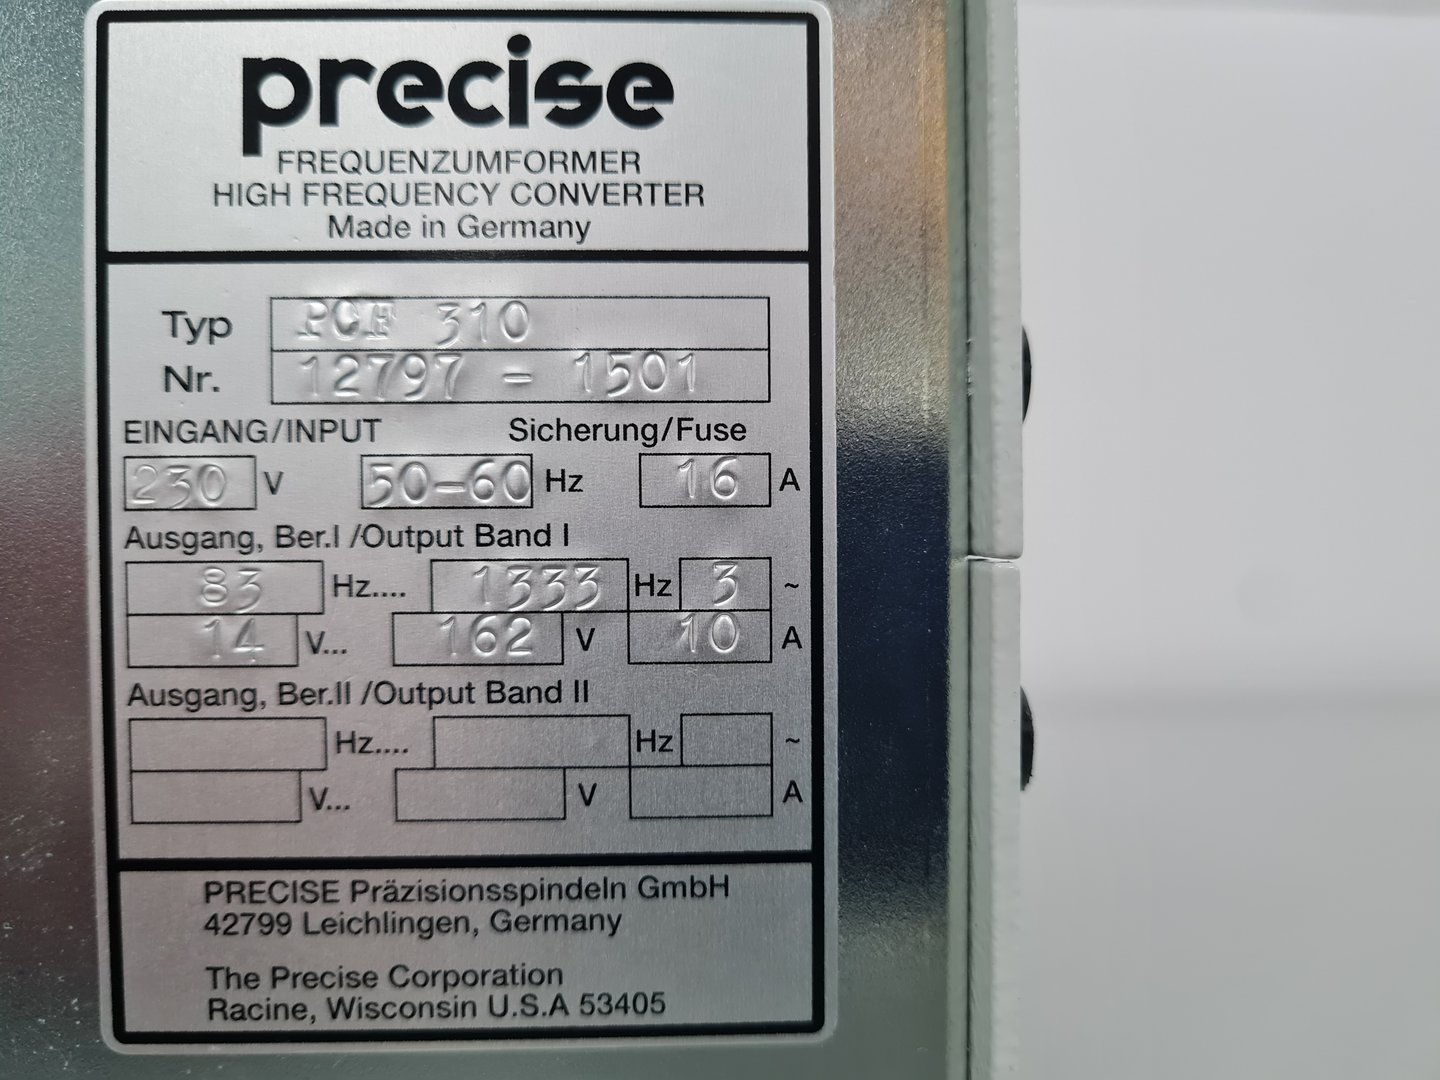 precise
FREQUENZUMFORMER
HIGH FREQUENCY CONVERTER
Made in Germany
Typ PCF 310
Nr. 12797 - 1501
EINGANG/INPUT Sicherung/Fuse
230 V 50-60 Hz 16 A
Ausgang, Ber.I /Output Band I
83 Hz.... 1333 Hz 3 ~
14 V... 162 V 10 A
Ausgang, Ber.II /Output Band II
Hz.... Hz ~
V... V A
PRECISE Präzisionsspindeln GmbH
42799 Leichlingen, Germany
The Precise Corporation
Racine, Wisconsin U.S.A 53405